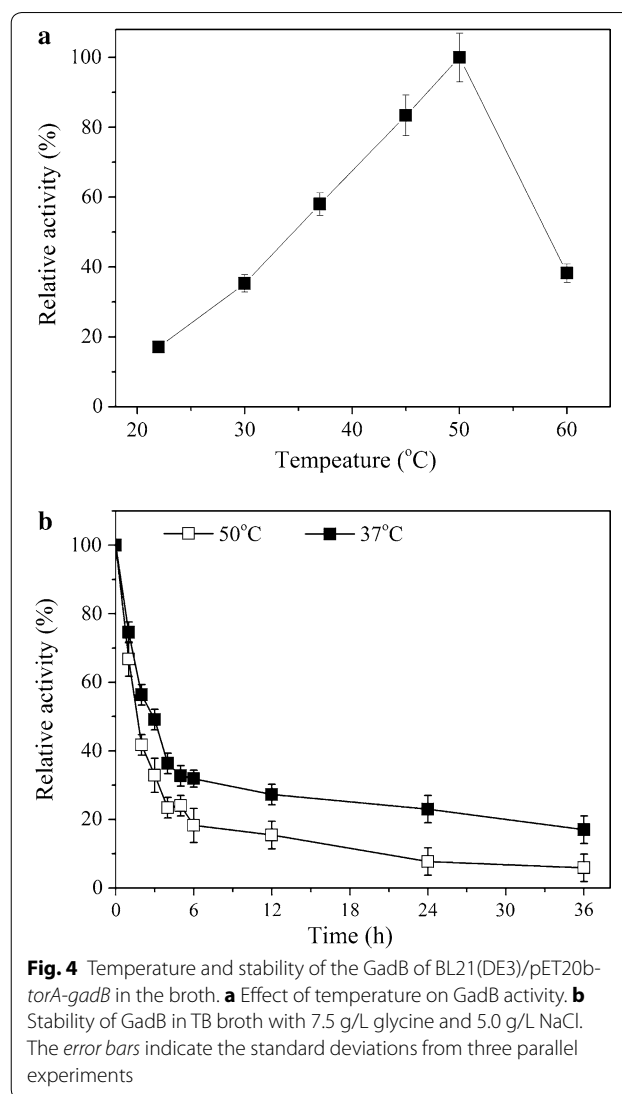 a
Relative activity (%)
100
80
60
40
20
0
20 30 40 50 60
Tempeature (°C)
b
50°C 37°C
Relative activity (%)
100
80
60
40
20
0
0 6 12 18 24 30 36
Time (h)
Fig. 4 Temperature and stability of the GadB of BL21(DE3)/pET20b-
torA-gadB in the broth. a Effect of temperature on GadB activity. b
Stability of GadB in TB broth with 7.5 g/L glycine and 5.0 g/L NaCl.
The error bars indicate the standard deviations from three parallel
experiments